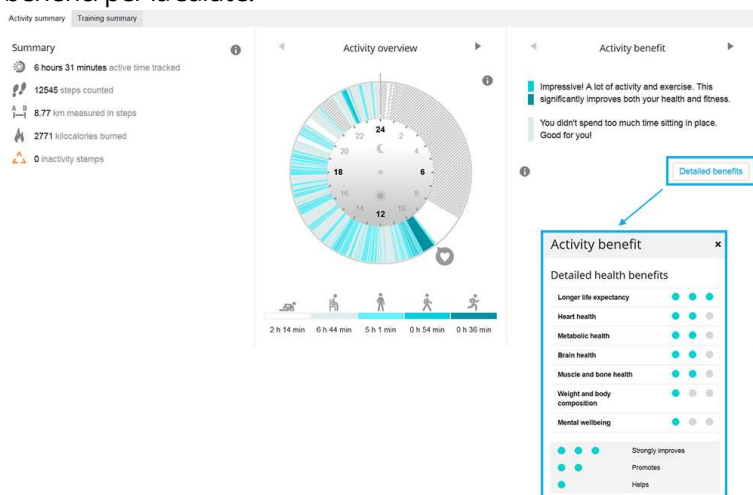 benefici per la salute.
Activity summary Training summary
Summary
6 hours 31 minutes active time tracked
12545 steps counted
A B 8.77 km measured in steps
2771 kilocalories burned
0 inactivity stamps
Activity overview
24
22 2
20 4
18 6
16 8
14 10
12
2 h 14 min 6 h 44 min 5 h 1 min 0 h 54 min 0 h 36 min
Activity benefit
Impressive! A lot of activity and exercise. This
significantly improves both your health and fitness.
You didn't spend too much time sitting in place.
Good for you!
Detailed benefits
Activity benefit ×
Detailed health benefits
Longer life expectancy
Heart health
Metabolic health
Brain health
Muscle and bone health
Weight and body
composition
Mental wellbeing
Strongly improves
Promotes
Helps